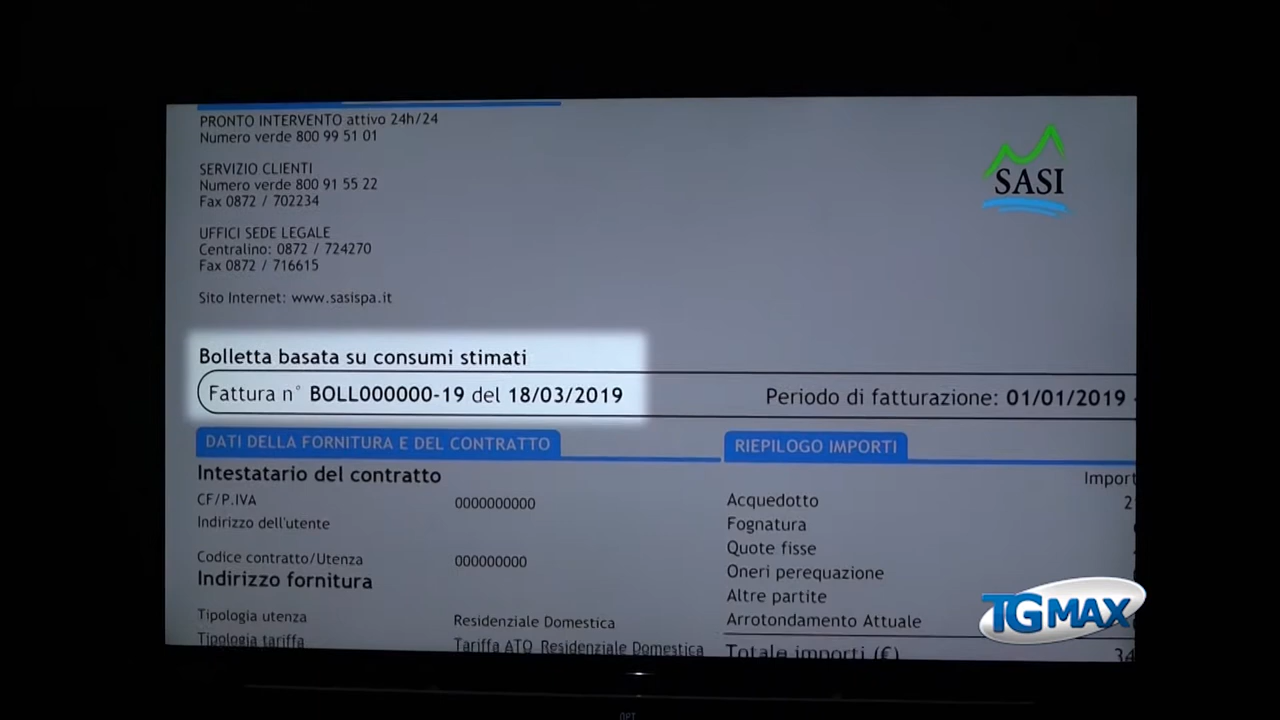 PRONTO INTERVENTO attivo 24h/24
Numero verde 800 99 51 01
SERVIZIO CLIENTI
Numero verde 800 91 55 22
Fax 0872 / 702234
UFFICI SEDE LEGALE
Centralino: 0872 / 724270
Fax 0872 / 716615
Sito Internet: www.sasispa.it
SASI
Bolletta basata su consumi stimati
Fattura n° BOLL000000-19 del 18/03/2019
Periodo di fatturazione: 01/01/2019 -
DATI DELLA FORNITURA E DEL CONTRATTO
Intestatario del contratto
CF/P.IVA 0000000000
Indirizzo dell'utente
Codice contratto/Utenza 000000000
Indirizzo fornitura
Tipologia utenza Residenziale Domestica
Tipologia tariffa Tariffa ATO Residenziale Domestica
RIEPILOGO IMPORTI
Import
Acquedotto 2
Fognatura
Quote fisse
Oneri perequazione
Altre partite
Arrotondamento Attuale
Totale importi (€) 34
TGMAX